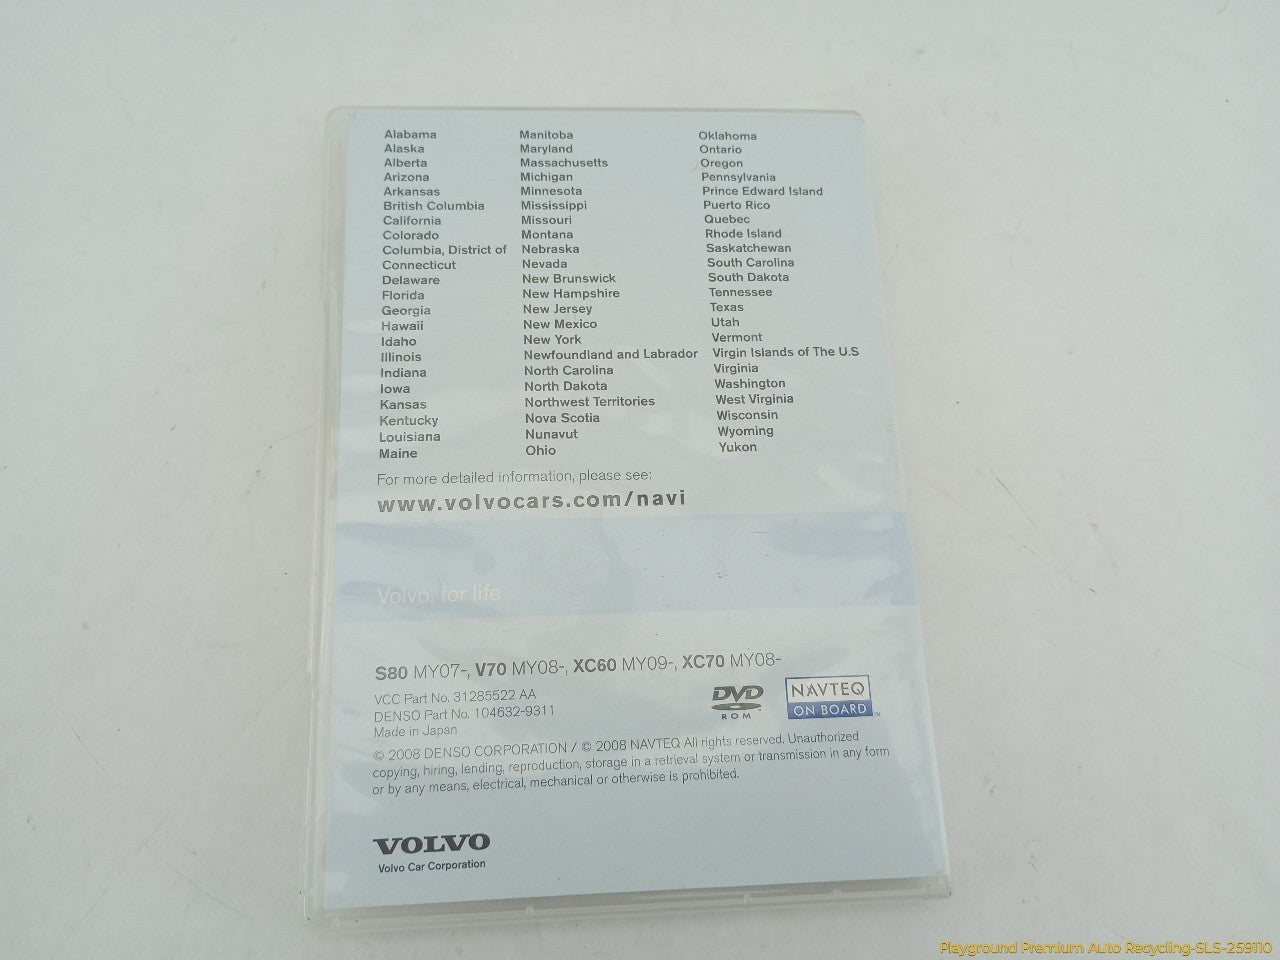 Alabama
Alaska
Alberta
Arizona
Arkansas
British Columbia
California
Colorado
Columbia, District of
Connecticut
Delaware
Florida
Georgia
Hawaii
Idaho
Illinois
Indiana
Iowa
Kansas
Kentucky
Louisiana
Maine
Manitoba
Maryland
Massachusetts
Michigan
Minnesota
Mississippi
Missouri
Montana
Nebraska
Nevada
New Brunswick
New Hampshire
New Jersey
New Mexico
New York
Newfoundland and Labrador
North Carolina
North Dakota
Northwest Territories
Nova Scotia
Nunavut
Ohio
Oklahoma
Ontario
Oregon
Pennsylvania
Prince Edward Island
Puerto Rico
Quebec
Rhode Island
Saskatchewan
South Carolina
South Dakota
Tennessee
Texas
Utah
Vermont
Virgin Islands of The U.S
Virginia
Washington
West Virginia
Wisconsin
Wyoming
Yukon
For more detailed information, please see:
www.volvocars.com/navi
Volvo. for life
S80 MY07-, V70 MY08-, XC60 MY09-, XC70 MY08-
VCC Part No. 31285522 AA
DENSO Part No. 104632-9311
Made in Japan
DVD
ROM
NAVTEQ
ON BOARD™
© 2008 DENSO CORPORATION / © 2008 NAVTEQ All rights reserved. Unauthorized
copying, hiring, lending, reproduction, storage in a retrieval system or transmission in any form
or by any means, electrical, mechanical or otherwise is prohibited.
VOLVO
Volvo Car Corporation
Playground Premium Auto Recycling-SLS-259110